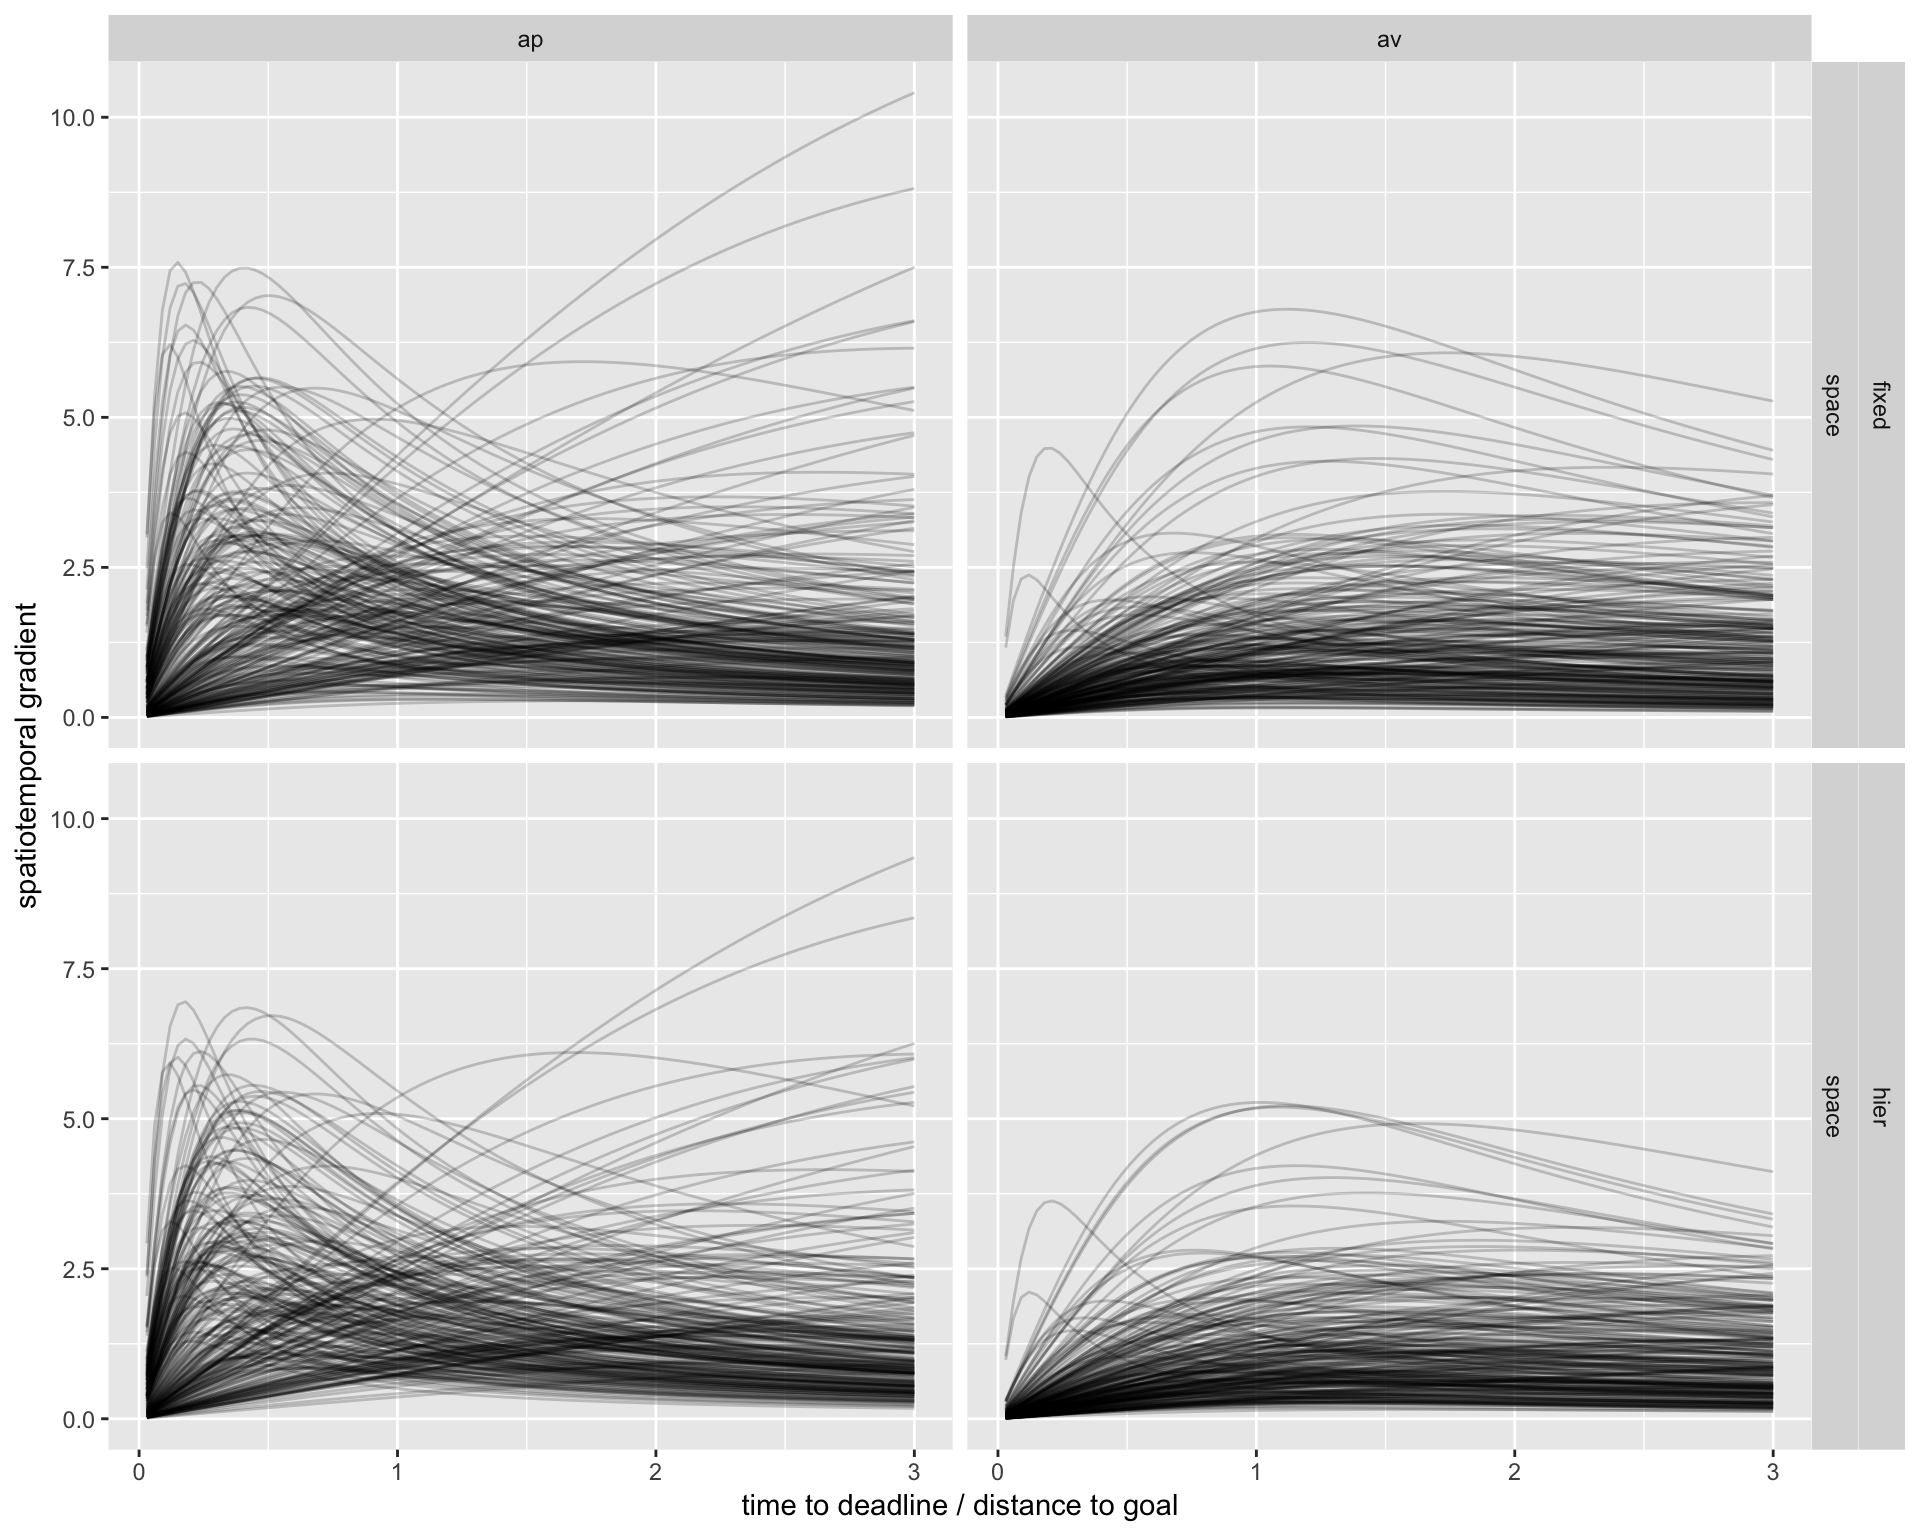 ap
av
10.0
7.5
5.0
2.5
0.0
space
fixed
spatiotemporal gradient
10.0
7.5
5.0
2.5
0.0
space
hier
0
1
2
3
0
1
2
3
time to deadline / distance to goal